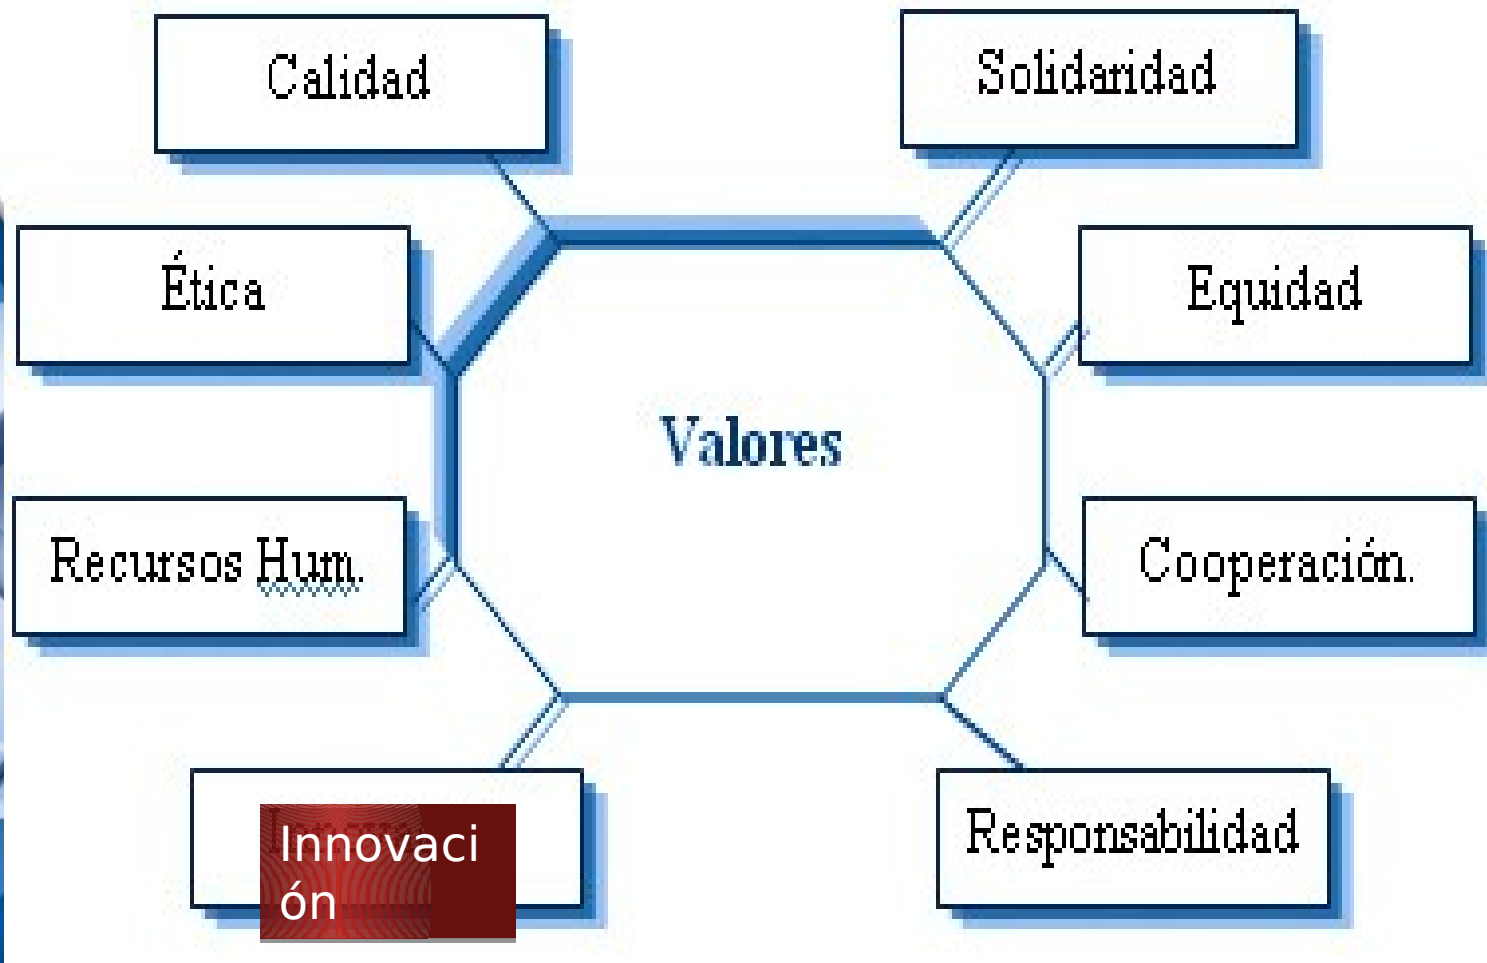 Calidad
Solidaridad
Ética
Equidad
Valores
Recursos Hum.
Cooperación.
Innovaci
ón
Responsabilidad